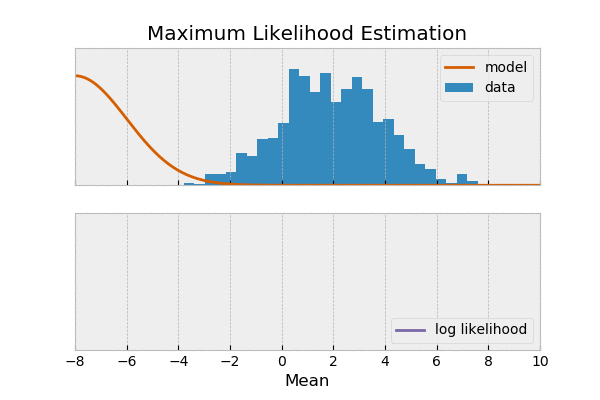 Maximum Likelihood Estimation
model
data
log likelihood
−8 −6 −4 −2 0 2 4 6 8 10
Mean